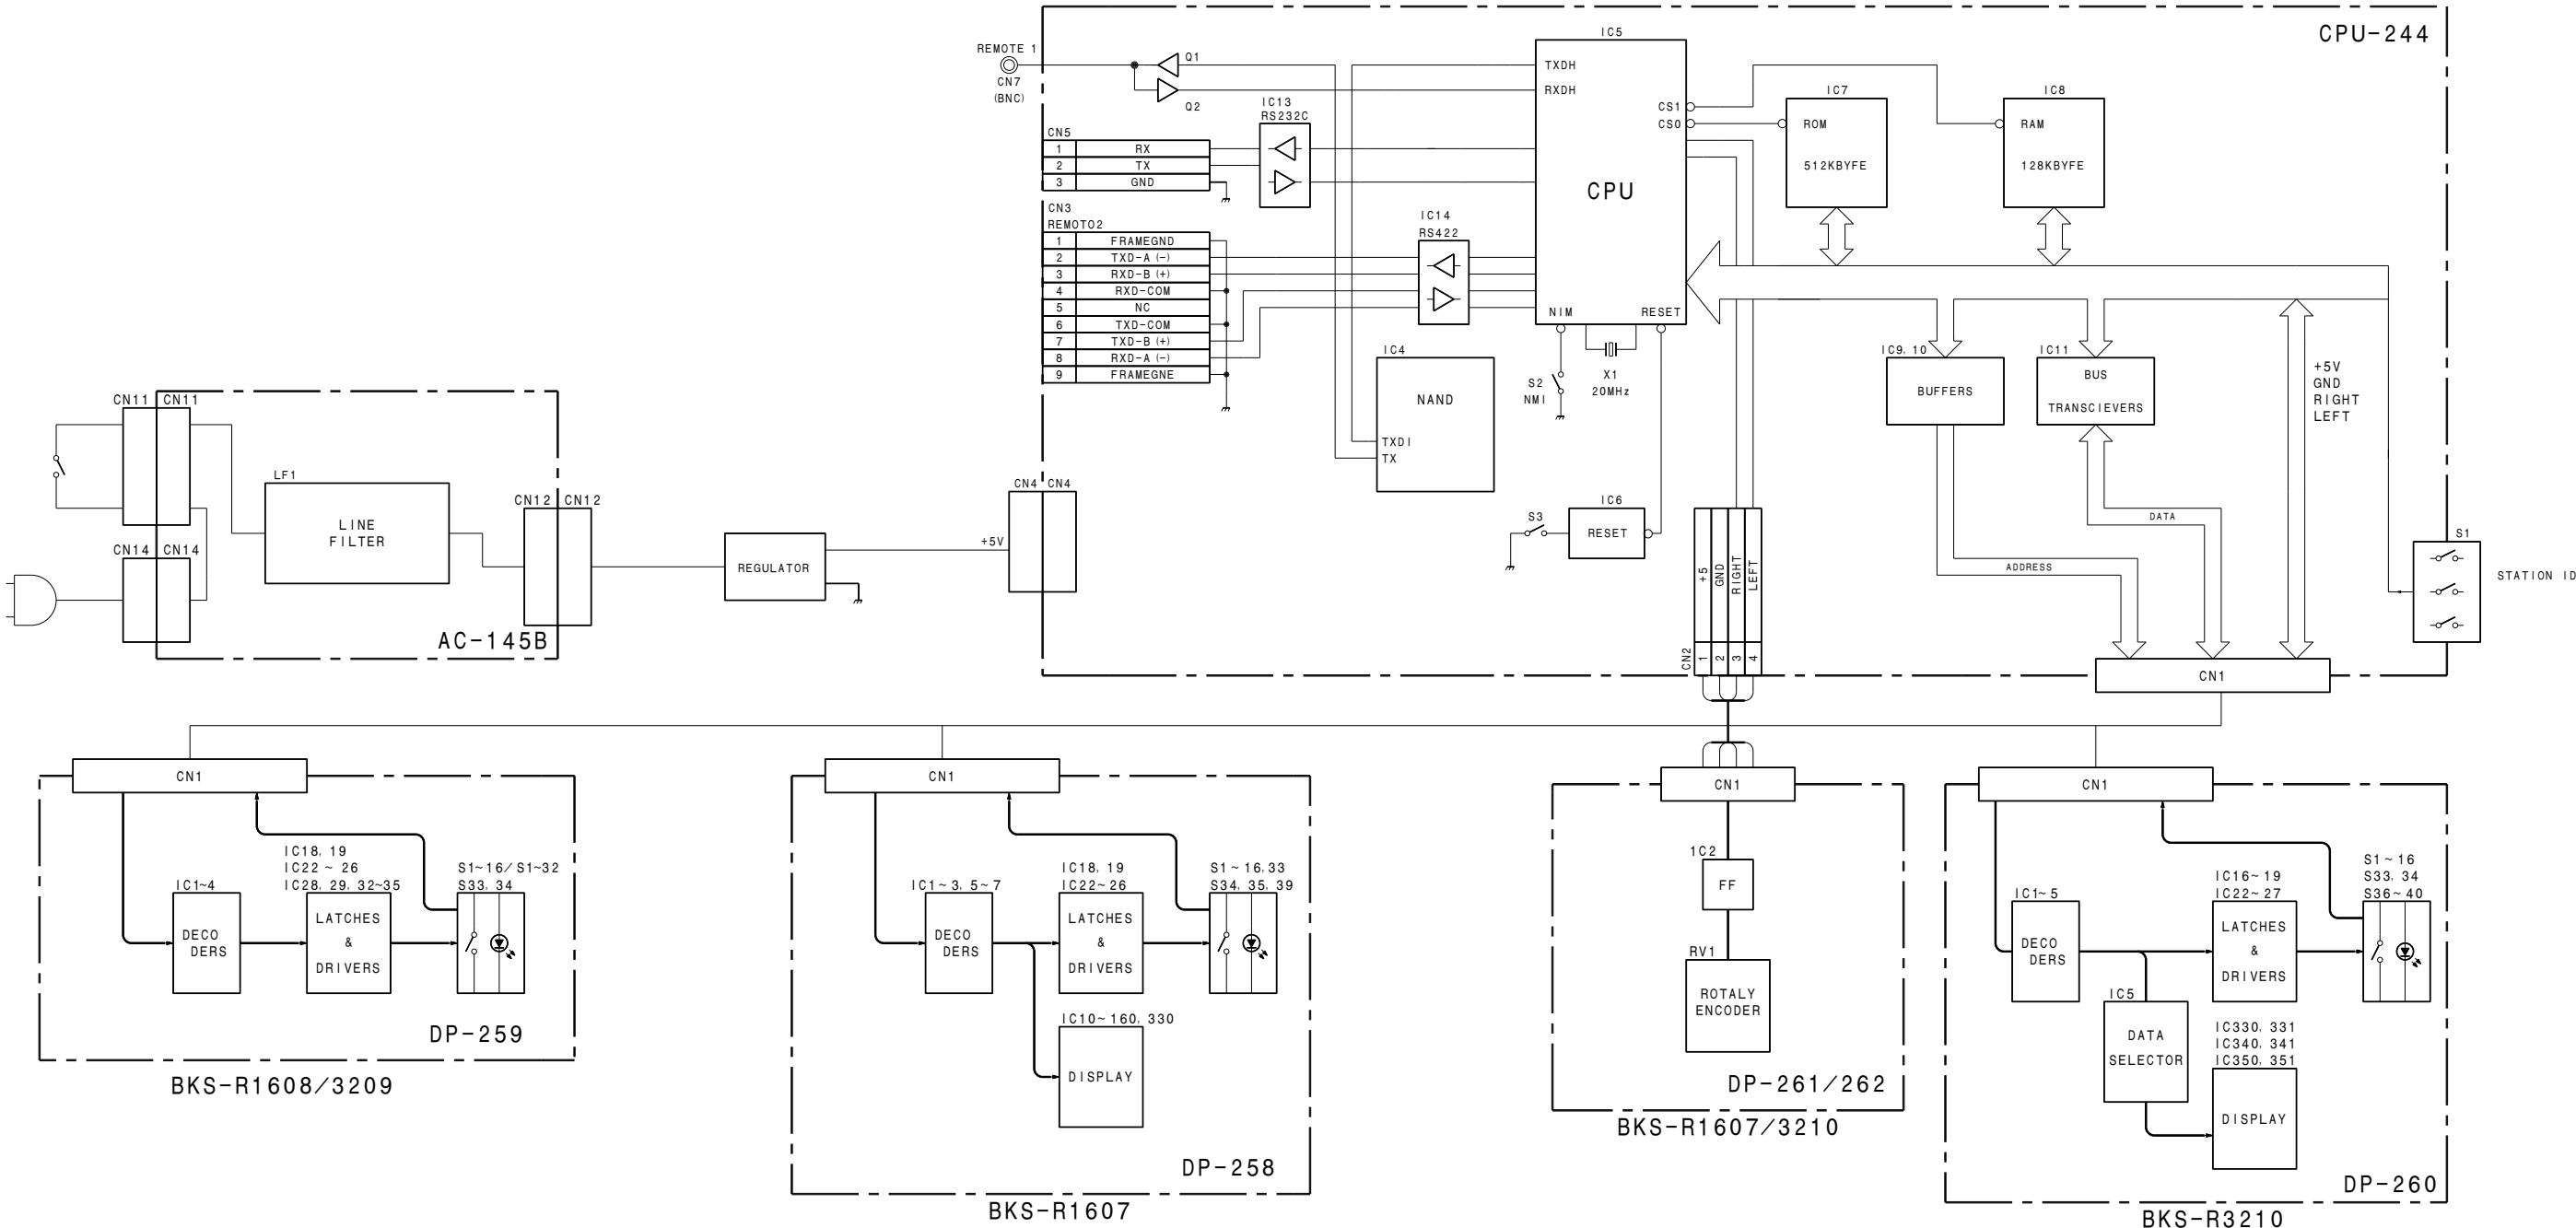 CPU-244
REMOTE 1
CN7
(BNC)
Q1
Q2
IC13
RS232C
CN5
1 RX
2 TX
3 GND
CN3
REMOTO2
1 FRAMEGND
2 TXD-A (-)
3 RXD-B (+)
4 RXD-COM
5 NC
6 TXD-COM
7 TXD-B (+)
8 RXD-A (-)
9 FRAMEGNE
IC14
RS422
IC5
TXDH
RXDH
CS1
CS0
CPU
NIM
RESET
IC7
ROM
512KBYFE
IC8
RAM
128KBYFE
IC4
NAND
TXDI
TX
S2
NMI
X1
20MHz
S3
IC6
RESET
IC9, 10
BUFFERS
IC11
BUS
TRANSCIEVERS
+5V
GND
RIGHT
LEFT
DATA
ADDRESS
S1
STATION ID
CN2
1 +5
2 GND
3 RIGHT
4 LEFT
CN1
CN11 CN11
CN14 CN14
LF1
LINE
FILTER
CN12 CN12
AC-145B
REGULATOR
+5V
CN4 CN4
CN1
IC1~4
DECO
DERS
IC18, 19
IC22 ~ 26
IC28, 29, 32~35
LATCHES
&
DRIVERS
S1~16/S1~32
S33, 34
DP-259
BKS-R1608/3209
CN1
IC1~3, 5~7
DECO
DERS
IC18, 19
IC22~26
LATCHES
&
DRIVERS
S1~16,33
S34, 35, 39
IC10~160, 330
DISPLAY
DP-258
BKS-R1607
CN1
1C2
FF
RV1
ROTALY
ENCODER
DP-261/262
BKS-R1607/3210
CN1
IC1~5
DECO
DERS
IC16~19
IC22~27
LATCHES
&
DRIVERS
S1~16
S33, 34
S36~40
IC5
DATA
SELECTOR
IC330, 331
IC340, 341
IC350, 351
DISPLAY
DP-260
BKS-R3210